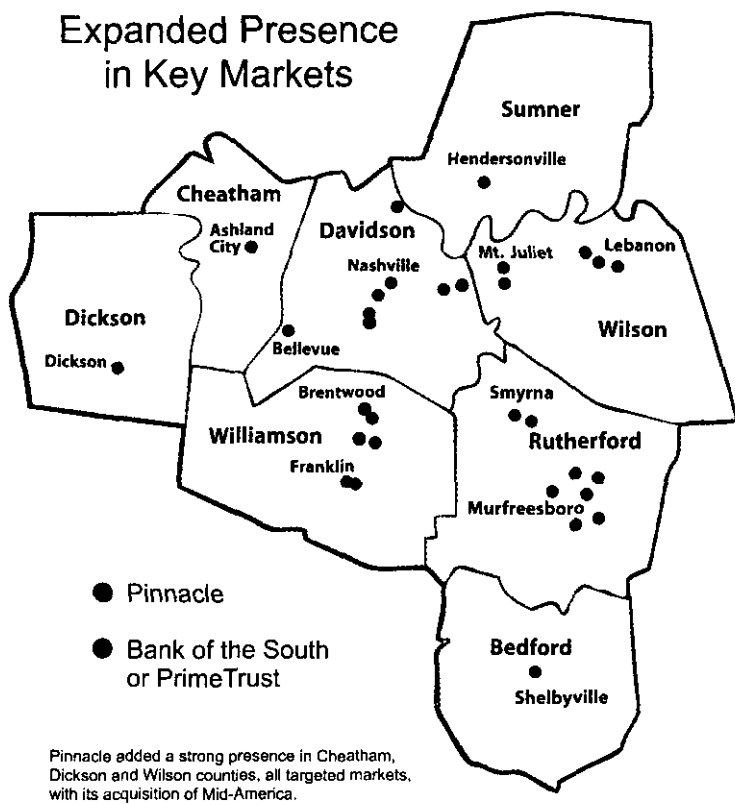 Expanded Presence
in Key Markets
Sumner
Hendersonville
Cheatham
Ashland
City
Davidson
Nashville
Mt. Juliet
Lebanon
Dickson
Dickson
Bellevue
Wilson
Brentwood
Smyrna
Williamson
Rutherford
Franklin
Murfreesboro
Pinnacle
Bank of the South
or PrimeTrust
Bedford
Shelbyville
Pinnacle added a strong presence in Cheatham,
Dickson and Wilson counties, all targeted markets,
with its acquisition of Mid-America.